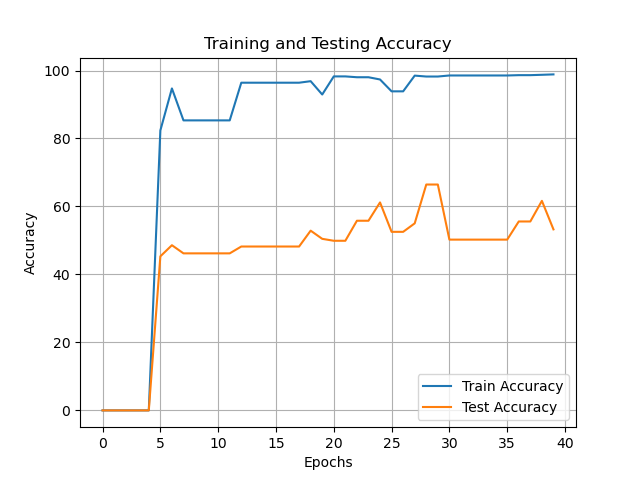 Training and Testing Accuracy
100
80
60
40
20
0
Accuracy
0 5 10 15 20 25 30 35 40
Epochs
Train Accuracy
Test Accuracy